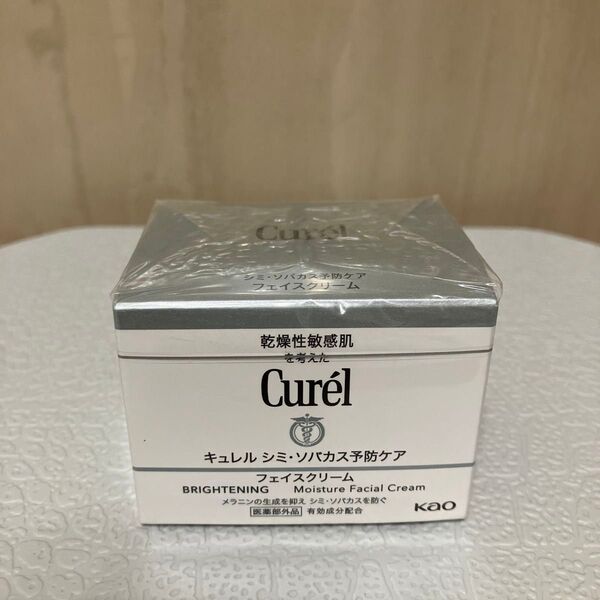 Curél
シミ・ソバカス予防ケア
フェイスクリーム
乾燥性敏感肌
を考えた
Curél
キュレル シミ・ソバカス予防ケア
フェイスクリーム
BRIGHTENING Moisture Facial Cream
メラニンの生成を抑え シミ・ソバカスを防ぐ
医薬部外品 有効成分配合
Kao